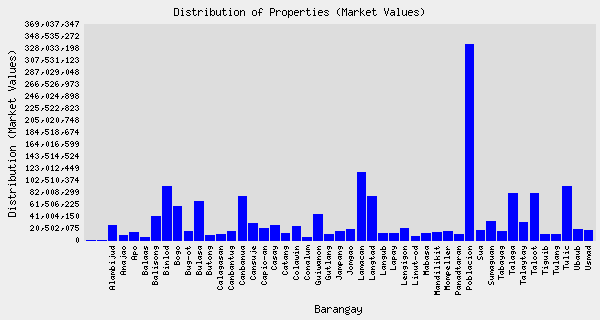 Distribution of Properties (Market Values)
Distribution (Market Values)
369,037,347
348,535,272
328,033,198
307,531,123
287,029,048
266,526,973
246,024,898
225,522,823
205,020,748
184,518,674
164,016,599
143,514,524
123,012,449
102,510,374
82,008,299
61,506,225
41,004,150
20,502,075
0
Alambijud
Anajao
Apo
Balaas
Balisong
Binlod
Bogo
Bug-ot
Bulasa
Butong
Calagasan
Canbantug
Canbanua
Cansuje
Capio-an
Casay
Catang
Colawin
Conalum
Guiwanon
Gutlang
Jampang
Jomgao
Lamacan
Langtad
Langub
Lapay
Lengigon
Linut-od
Mabasa
Mandilikit
Mompeller
Panadtaran
Poblacion
Sua
Sumaguan
Tabayag
Talaga
Talaytay
Talo-ot
Tiguib
Tulang
Tulic
Ubaub
Usmad
Barangay